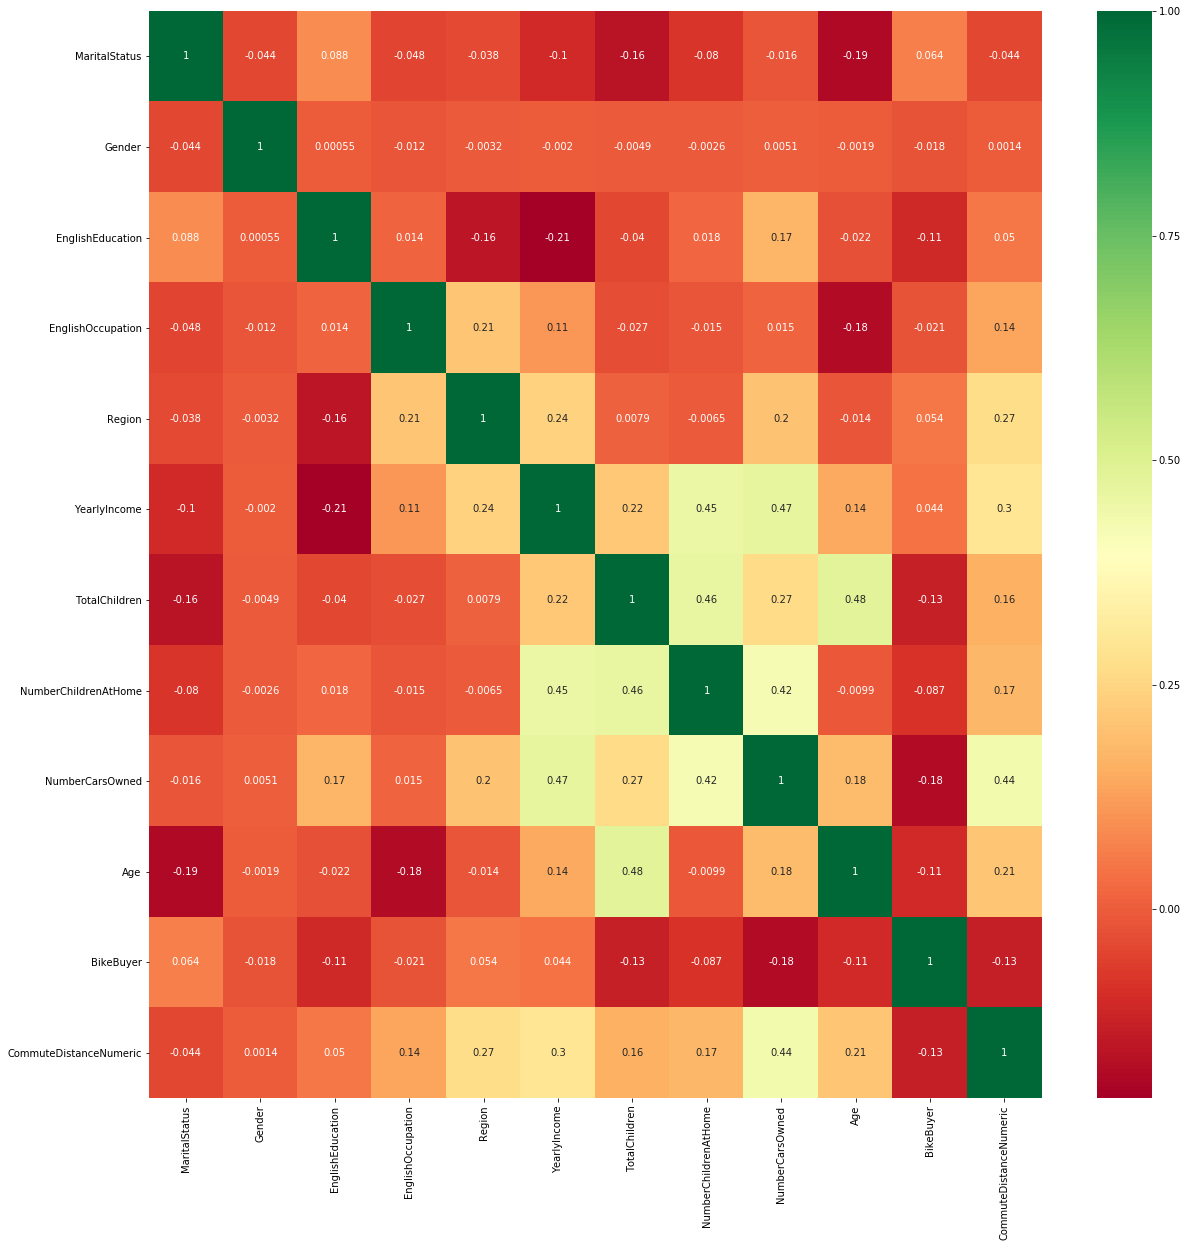 MaritalStatus 1 -0.044 0.088 -0.048 -0.038 -0.1 -0.16 -0.08 -0.016 -0.19 0.064 -0.044
Gender -0.044 1 0.00055 -0.012 -0.0032 -0.002 -0.0049 -0.0026 0.0051 -0.0019 -0.018 0.0014
EnglishEducation 0.088 0.00055 1 0.014 -0.16 -0.21 -0.04 0.018 0.17 -0.022 -0.11 0.05
EnglishOccupation -0.048 -0.012 0.014 1 0.21 0.11 -0.027 -0.015 0.015 -0.18 -0.021 0.14
Region -0.038 -0.0032 -0.16 0.21 1 0.24 0.0079 -0.0065 0.2 -0.014 0.054 0.27
YearlyIncome -0.1 -0.002 -0.21 0.11 0.24 1 0.22 0.45 0.47 0.14 0.044 0.3
TotalChildren -0.16 -0.0049 -0.04 -0.027 0.0079 0.22 1 0.46 0.27 0.48 -0.13 0.16
NumberChildrenAtHome -0.08 -0.0026 0.018 -0.015 -0.0065 0.45 0.46 1 0.42 -0.0099 -0.087 0.17
NumberCarsOwned -0.016 0.0051 0.17 0.015 0.2 0.47 0.27 0.42 1 0.18 -0.18 0.44
Age -0.19 -0.0019 -0.022 -0.18 -0.014 0.14 0.48 -0.0099 0.18 1 -0.11 0.21
BikeBuyer 0.064 -0.018 -0.11 -0.021 0.054 0.044 -0.13 -0.087 -0.18 -0.11 1 -0.13
CommuteDistanceNumeric -0.044 0.0014 0.05 0.14 0.27 0.3 0.16 0.17 0.44 0.21 -0.13 1
MaritalStatus
Gender
EnglishEducation
EnglishOccupation
Region
YearlyIncome
TotalChildren
NumberChildrenAtHome
NumberCarsOwned
Age
BikeBuyer
CommuteDistanceNumeric
1.00
0.75
0.50
0.25
0.00